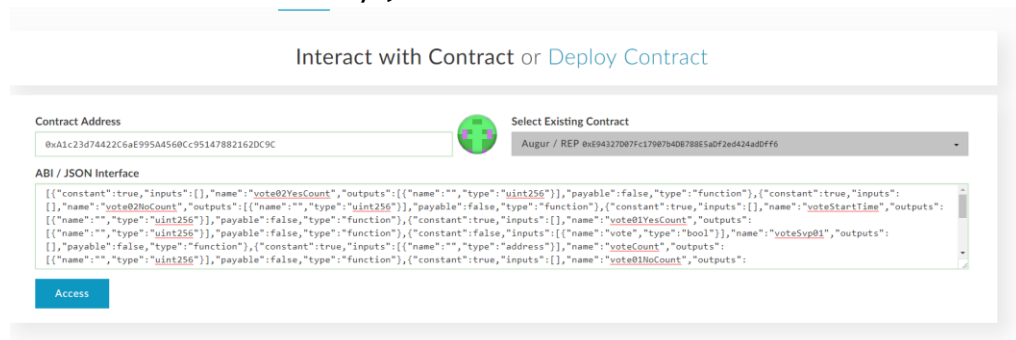 Interact with Contract or Deploy Contract
Contract Address
0xA1c23d74422C6aE995A4560Cc95147882162DC9C
Select Existing Contract
Augur / REP 0xE94327D07Fc17907b4DB788E5aDf2ed424adDff6
ABI / JSON Interface
[{"constant":true,"inputs":[],"name":"vote02YesCount","outputs":[{"name":"","type":"uint256"}],"payable":false,"type":"function"},{"constant":true,"inputs":
[],"name":"vote02NoCount","outputs":[{"name":"","type":"uint256"}],"payable":false,"type":"function"},{"constant":true,"inputs":[],"name":"voteStartTime","outputs":
[{"name":"","type":"uint256"}],"payable":false,"type":"function"},{"constant":true,"inputs":[],"name":"vote01YesCount","outputs":
[{"name":"","type":"uint256"}],"payable":false,"type":"function"},{"constant":false,"inputs":[{"name":"vote","type":"bool"}],"name":"voteSvp01","outputs":
[],"payable":false,"type":"function"},{"constant":true,"inputs":[{"name":"","type":"address"}],"name":"voteCount","outputs":
[{"name":"","type":"uint256"}],"payable":false,"type":"function"},{"constant":true,"inputs":[],"name":"vote01NoCount","outputs":
Access